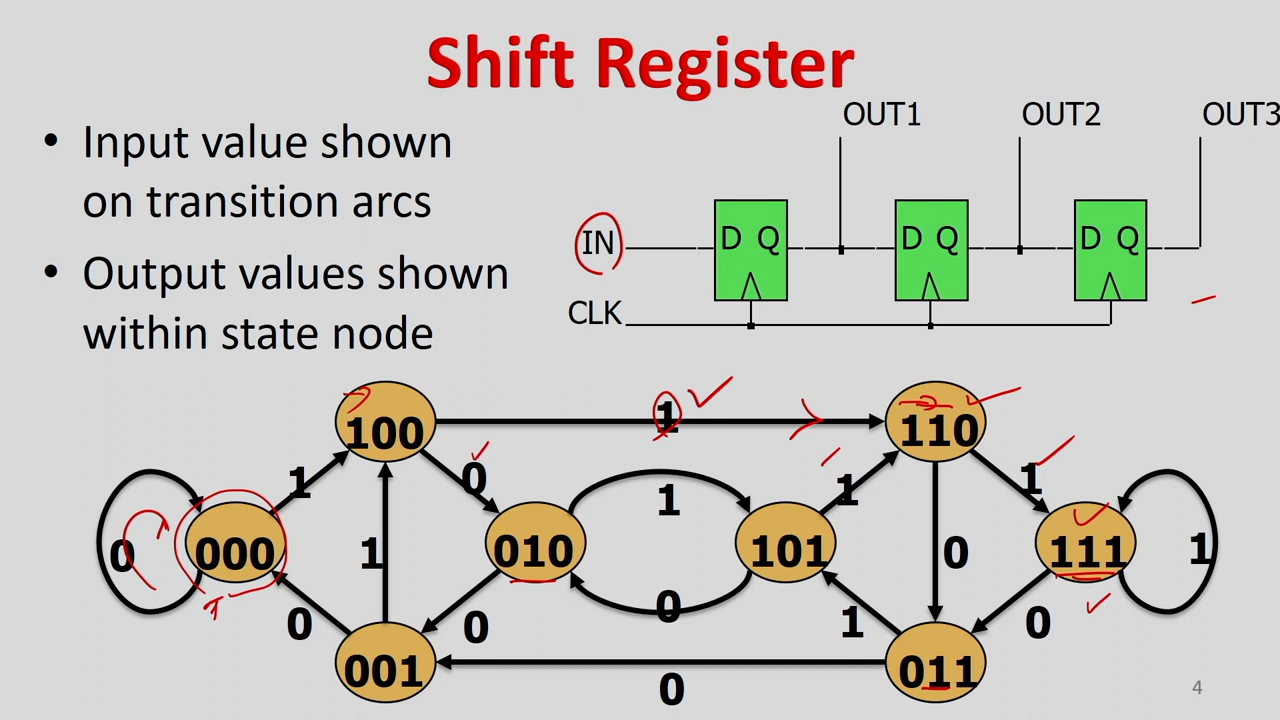 Shift Register
• Input value shown
on transition arcs
• Output values shown
within state node
OUT1 OUT2 OUT3
IN D Q D Q D Q
CLK
100 1 110
1 0 1 1 1
0 000 1 010 101 0 111 1
0 0 0 1 0
001 011
0
4